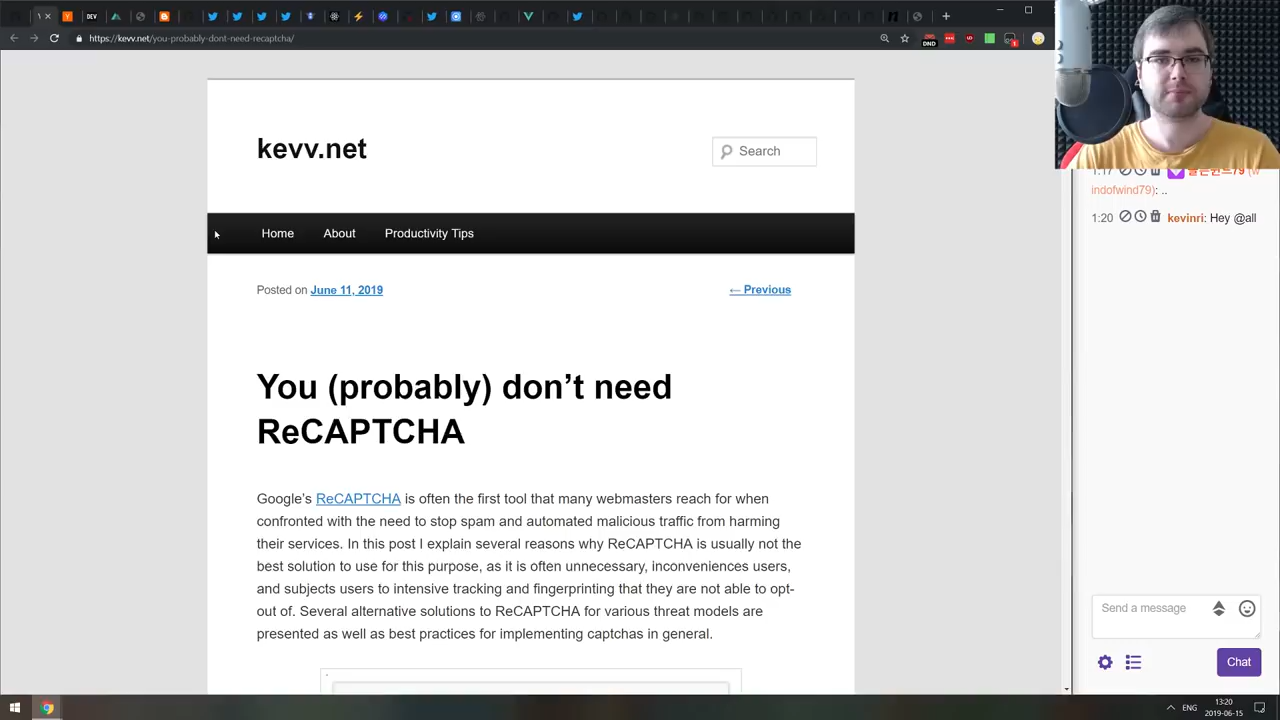 DEV
https://kevv.net/you-probably-dont-need-recaptcha/
DND
kevv.net
Search
Home
About
Productivity Tips
Posted on June 11, 2019
← Previous
You (probably) don’t need
ReCAPTCHA
Google’s ReCAPTCHA is often the first tool that many webmasters reach for when
confronted with the need to stop spam and automated malicious traffic from harming
their services. In this post I explain several reasons why ReCAPTCHA is usually not the
best solution to use for this purpose, as it is often unnecessary, inconveniences users,
and subjects users to intensive tracking and fingerprinting that they are not able to opt-
out of. Several alternative solutions to ReCAPTCHA for various threat models are
presented as well as best practices for implementing captchas in general.
1:17
indofwind79): ..
1:20 kevinri: Hey @all
Send a message
Chat
ENG
13:20
2019-06-15